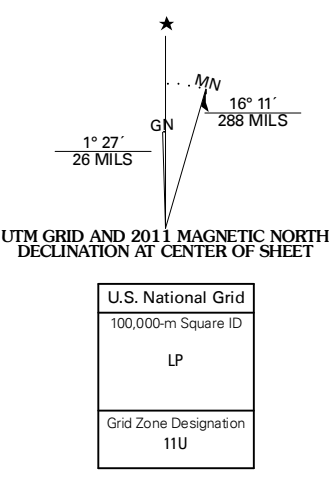 ★
MN
16° 11´
288 MILS
GN
1° 27´
26 MILS
UTM GRID AND 2011 MAGNETIC NORTH
DECLINATION AT CENTER OF SHEET
U.S. National Grid
100,000-m Square ID
LP
Grid Zone Designation
11U